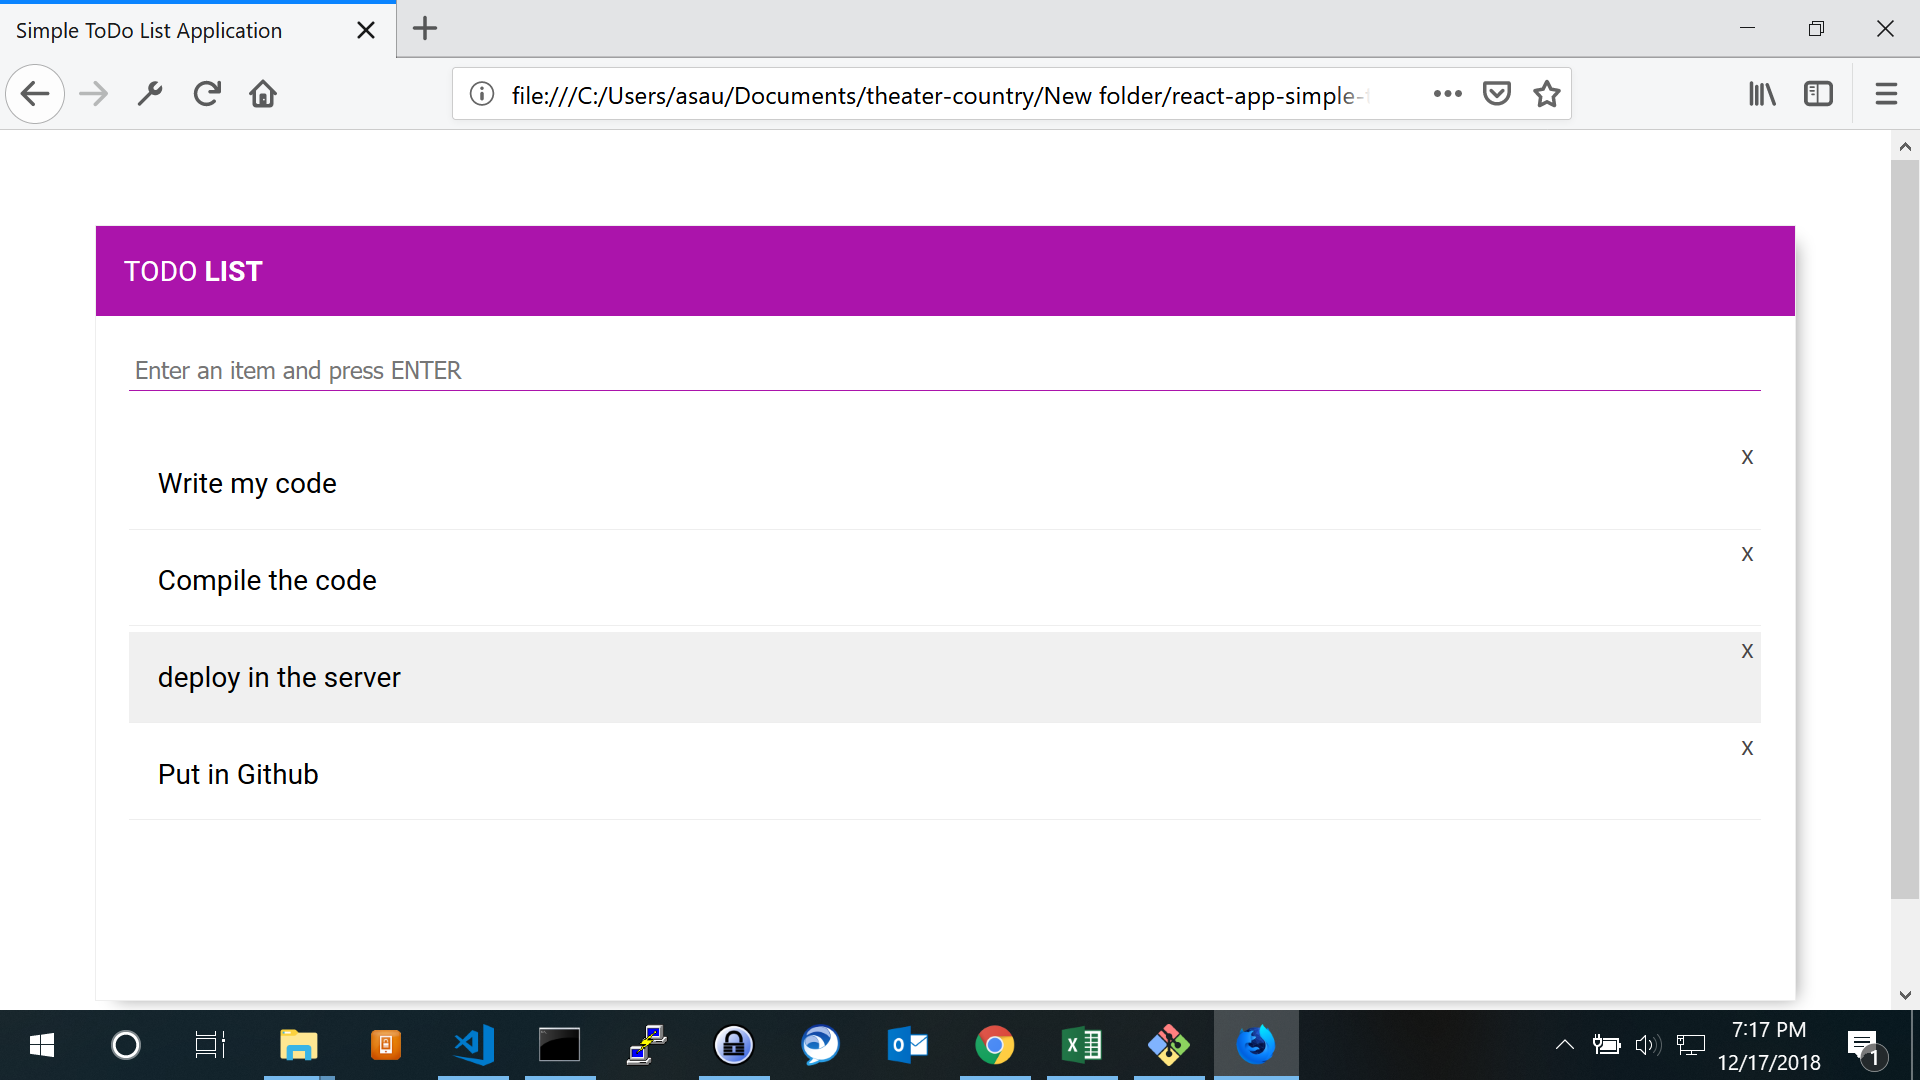 Simple ToDo List Application
file:///C:/Users/asau/Documents/theater-country/New folder/react-app-simple-
TODO LIST
Enter an item and press ENTER
Write my code
X
Compile the code
X
deploy in the server
X
Put in Github
X
7:17 PM
12/17/2018
1